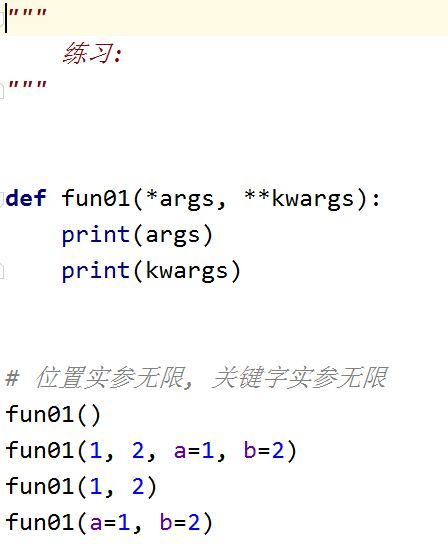 """
    练习:
"""
def fun01(*args, **kwargs):
    print(args)
    print(kwargs)
# 位置实参无限, 关键字实参无限
fun01()
fun01(1, 2, a=1, b=2)
fun01(1, 2)
fun01(a=1, b=2)